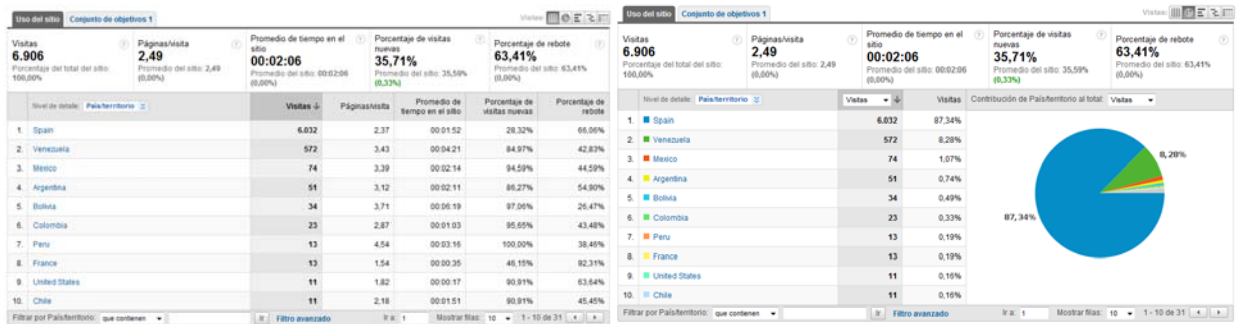 Uso del sitio Conjunto de objetivos 1 Vistas:
Visitas
6.906
Porcentaje del total del sitio:
100,00%
Páginas/visita
2,49
Promedio del sitio: 2,49
(0,00%)
Promedio de tiempo en el
sitio
00:02:06
Promedio del sitio: 00:02:06
(0,00%)
Porcentaje de visitas
nuevas
35,71%
Promedio del sitio: 35,59%
(0,33%)
Porcentaje de rebote
63,41%
Promedio del sitio: 63,41%
(0,00%)
Nivel de detalle: País/territorio Visitas Páginas/visita Promedio de tiempo en el sitio Porcentaje de visitas nuevas Porcentaje de rebote
1. Spain 6.032 2,37 00:01:52 28,32% 66,06%
2. Venezuela 572 3,43 00:04:21 84,97% 42,83%
3. Mexico 74 3,39 00:02:14 94,59% 44,59%
4. Argentina 51 3,12 00:02:11 86,27% 54,90%
5. Bolivia 34 3,71 00:06:19 97,06% 26,47%
6. Colombia 23 2,87 00:01:03 95,65% 43,48%
7. Peru 13 4,54 00:03:16 100,00% 38,46%
8. France 13 1,54 00:00:35 46,15% 92,31%
9. United States 11 1,82 00:00:17 90,91% 63,64%
10. Chile 11 2,18 00:01:51 90,91% 45,45%
Filtrar por País/territorio: que contienen Ir Filtro avanzado Ir a: 1 Mostrar filas: 10 1 - 10 de 31
Uso del sitio Conjunto de objetivos 1 Vistas:
Visitas
6.906
Porcentaje del total del sitio:
100,00%
Páginas/visita
2,49
Promedio del sitio: 2,49
(0,00%)
Promedio de tiempo en el
sitio
00:02:06
Promedio del sitio: 00:02:06
(0,00%)
Porcentaje de visitas
nuevas
35,71%
Promedio del sitio: 35,59%
(0,33%)
Porcentaje de rebote
63,41%
Promedio del sitio: 63,41%
(0,00%)
Nivel de detalle: País/territorio Visitas Visitas Contribución de País/territorio al total: Visitas
1. Spain 6.032 87,34%
2. Venezuela 572 8,28%
3. Mexico 74 1,07%
4. Argentina 51 0,74%
5. Bolivia 34 0,49%
6. Colombia 23 0,33%
7. Peru 13 0,19%
8. France 13 0,19%
9. United States 11 0,16%
10. Chile 11 0,16%
8,28%
87,34%
Filtrar por País/territorio: que contienen Ir Filtro avanzado Ir a: 1 Mostrar filas: 10 1 - 10 de 31